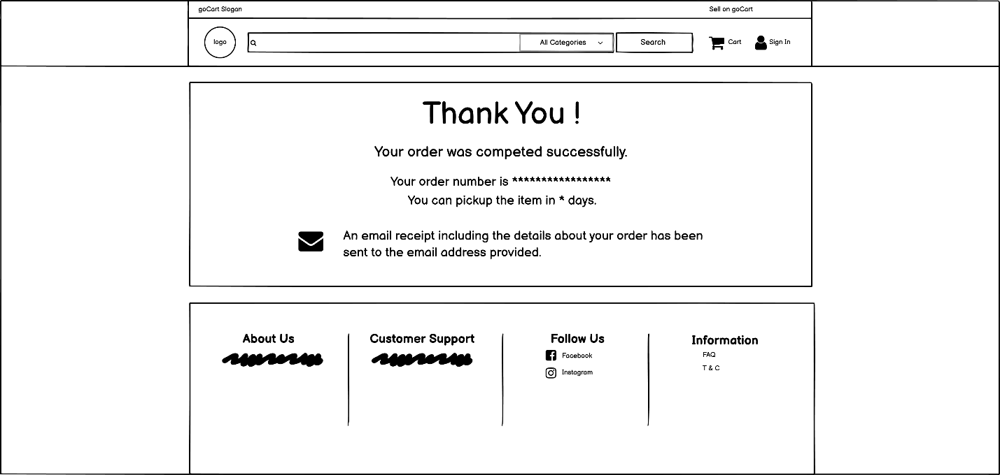 goCart Slogan
Sell on goCart
logo
All Categories
Search
Cart
Sign In
Thank You !
Your order was competed successfully.
Your order number is *****************
You can pickup the item in * days.
An email receipt including the details about your order has been
sent to the email address provided.
About Us
Customer Support
Follow Us
Facebook
Instagram
Information
FAQ
T & C